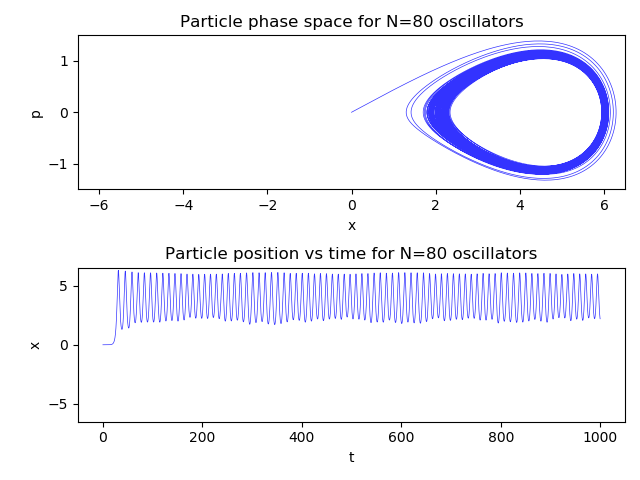 Particle phase space for N=80 oscillators
1
0
−1
p
−6 −4 −2 0 2 4 6
x
Particle position vs time for N=80 oscillators
5
0
−5
x
0 200 400 600 800 1000
t